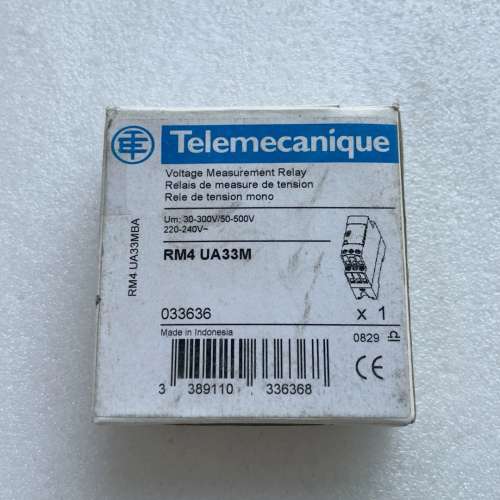 Telemecanique
Voltage Measurement Relay
Relais de measure de tension
Rele de tension mono
Um: 30-300V/50-500V
220-240V~
RM4 UA33M
RM4 UA33MBA
033636
x 1
Made in Indonesia
0829
3 389110 336368
CE